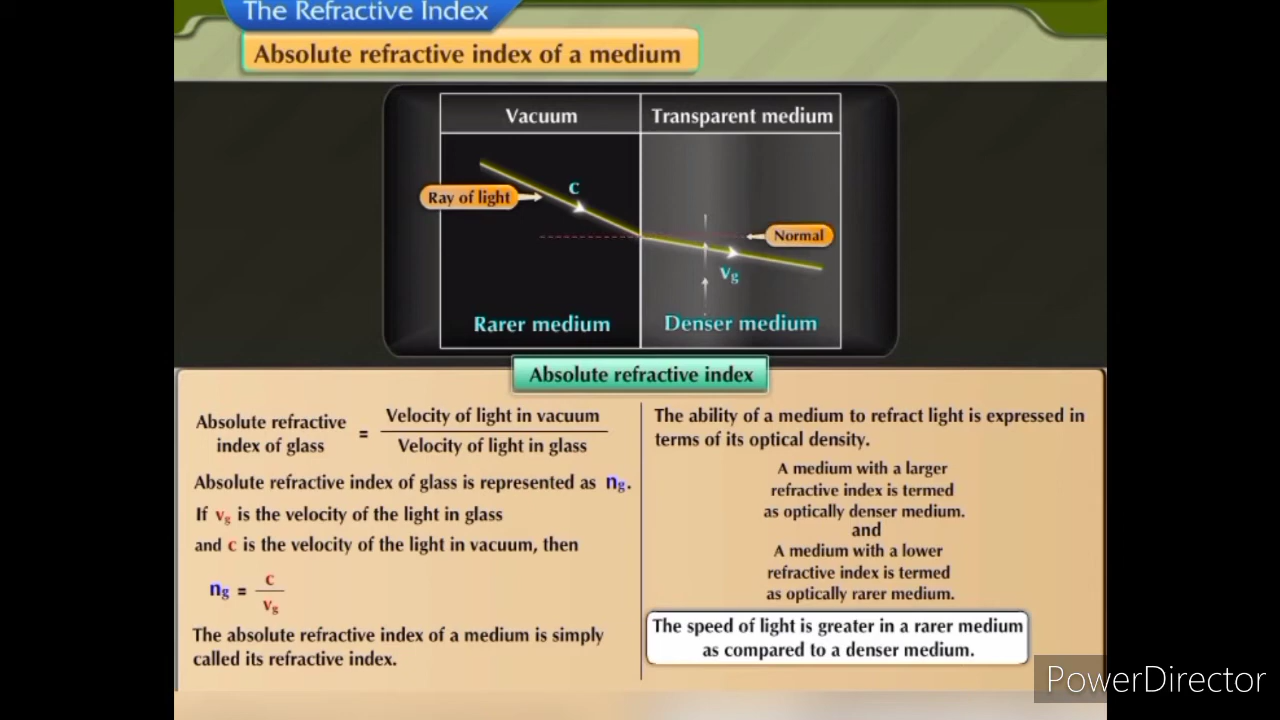 The Refractive Index
Absolute refractive index of a medium
Vacuum
Transparent medium
Ray of light
c
Normal
vg
Rarer medium
Denser medium
Absolute refractive index
Absolute refractive
index of glass
=
Velocity of light in vacuum
Velocity of light in glass
Absolute refractive index of glass is represented as ng.
If vg is the velocity of the light in glass
and c is the velocity of the light in vacuum, then
ng = c
vg
The absolute refractive index of a medium is simply
called its refractive index.
The ability of a medium to refract light is expressed in
terms of its optical density.
A medium with a larger
refractive index is termed
as optically denser medium.
and
A medium with a lower
refractive index is termed
as optically rarer medium.
The speed of light is greater in a rarer medium
as compared to a denser medium.
PowerDirector